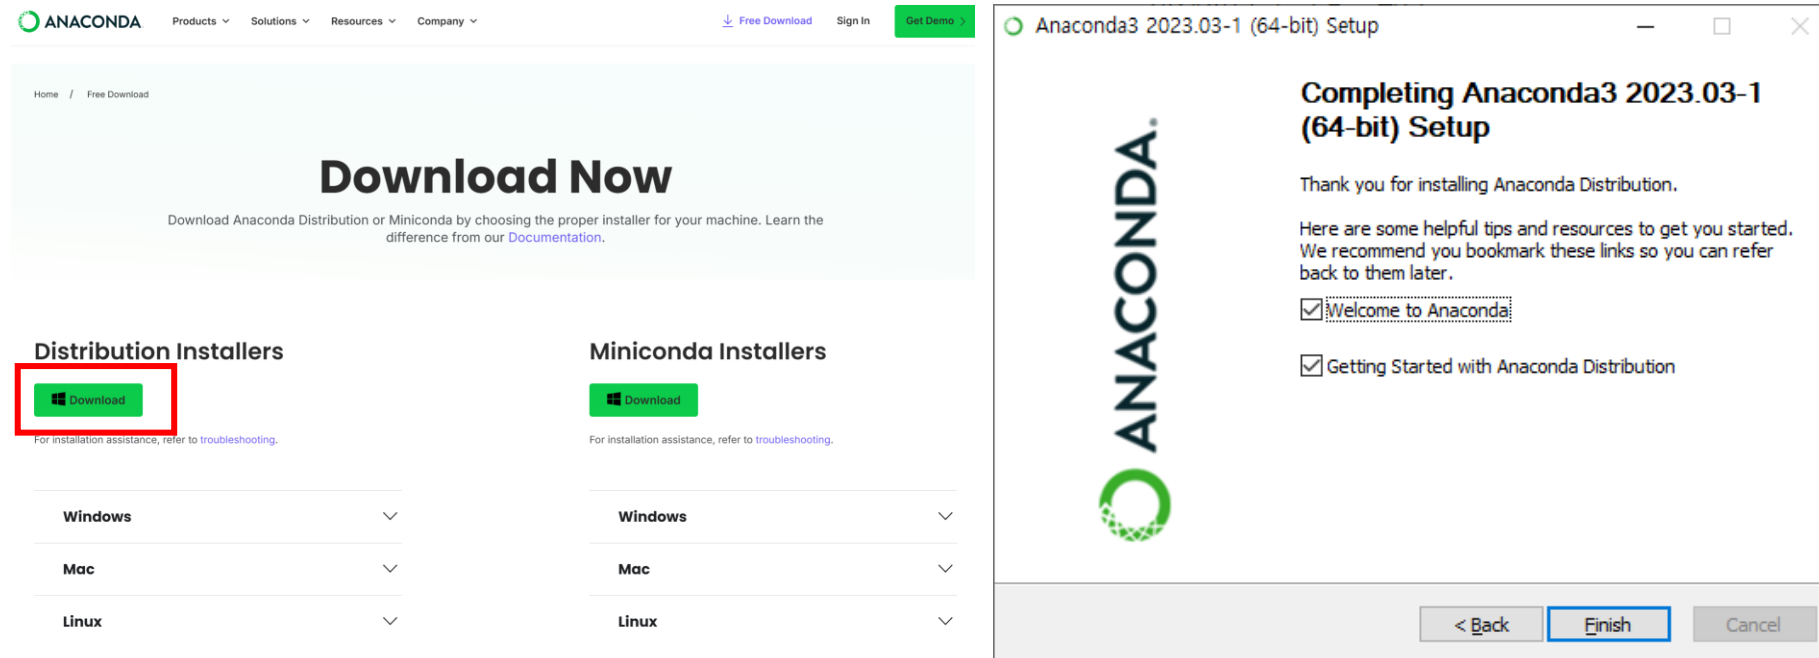 ANACONDA
Products
Solutions
Resources
Company
Free Download
Sign In
Get Demo
Home / Free Download
Download Now
Download Anaconda Distribution or Miniconda by choosing the proper installer for your machine. Learn the
difference from our Documentation.
Distribution Installers
Download
For installation assistance, refer to troubleshooting.
Windows
Mac
Linux
Miniconda Installers
Download
For installation assistance, refer to troubleshooting.
Windows
Mac
Linux
Anaconda3 2023.03-1 (64-bit) Setup
ANACONDA.
Completing Anaconda3 2023.03-1
(64-bit) Setup
Thank you for installing Anaconda Distribution.
Here are some helpful tips and resources to get you started.
We recommend you bookmark these links so you can refer
back to them later.
Welcome to Anaconda
Getting Started with Anaconda Distribution
< Back
Finish
Cancel